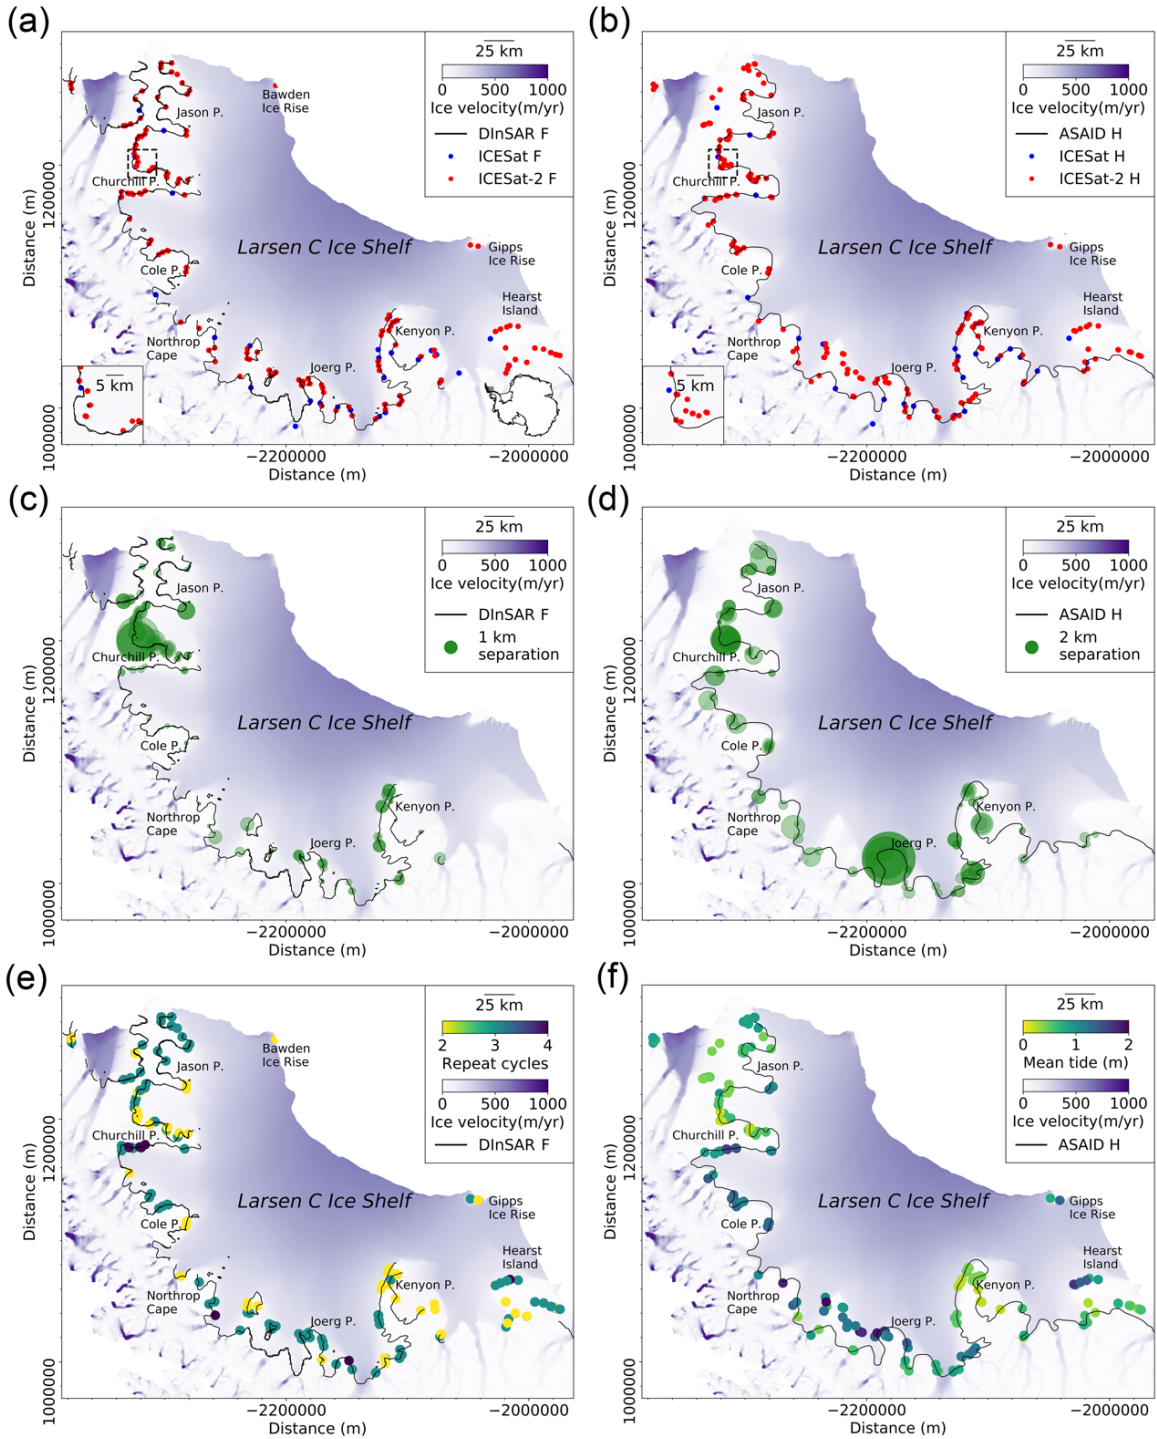 (a)
25 km
0 500 1000
Ice velocity(m/yr)
DInSAR F
ICESat F
ICESat-2 F
Bawden
Ice Rise
Jason P.
Churchill P.
Larsen C Ice Shelf
Gipps
Ice Rise
Cole P.
Hearst
Island
Northrop
Cape
Kenyon P.
Joerg P.
5 km
1200000
1000000
Distance (m)
−2200000
−2000000
Distance (m)
(b)
25 km
0 500 1000
Ice velocity(m/yr)
ASAID H
ICESat H
ICESat-2 H
Jason P.
Churchill P.
Larsen C Ice Shelf
Gipps
Ice Rise
Cole P.
Hearst
Island
Northrop
Cape
Kenyon P.
Joerg P.
5 km
1200000
1000000
Distance (m)
−2200000
−2000000
Distance (m)
(c)
25 km
0 500 1000
Ice velocity(m/yr)
DInSAR F
1 km
separation
Jason P.
Churchill P.
Larsen C Ice Shelf
Cole P.
Northrop
Cape
Kenyon P.
Joerg P.
1200000
1000000
Distance (m)
−2200000
−2000000
Distance (m)
(d)
25 km
0 500 1000
Ice velocity(m/yr)
ASAID H
2 km
separation
Jason P.
Churchill P.
Larsen C Ice Shelf
Cole P.
Northrop
Cape
Kenyon P.
Joerg P.
1200000
1000000
Distance (m)
−2200000
−2000000
Distance (m)
(e)
25 km
2 3 4
Repeat cycles
0 500 1000
Ice velocity(m/yr)
DInSAR F
Bawden
Ice Rise
Jason P.
Churchill P.
Larsen C Ice Shelf
Gipps
Ice Rise
Cole P.
Hearst
Island
Northrop
Cape
Kenyon P.
Joerg P.
1200000
1000000
Distance (m)
−2200000
−2000000
Distance (m)
(f)
25 km
0 1 2
Mean tide (m)
0 500 1000
Ice velocity(m/yr)
ASAID H
Jason P.
Churchill P.
Larsen C Ice Shelf
Gipps
Ice Rise
Cole P.
Hearst
Island
Northrop
Cape
Kenyon P.
Joerg P.
1200000
1000000
Distance (m)
−2200000
−2000000
Distance (m)